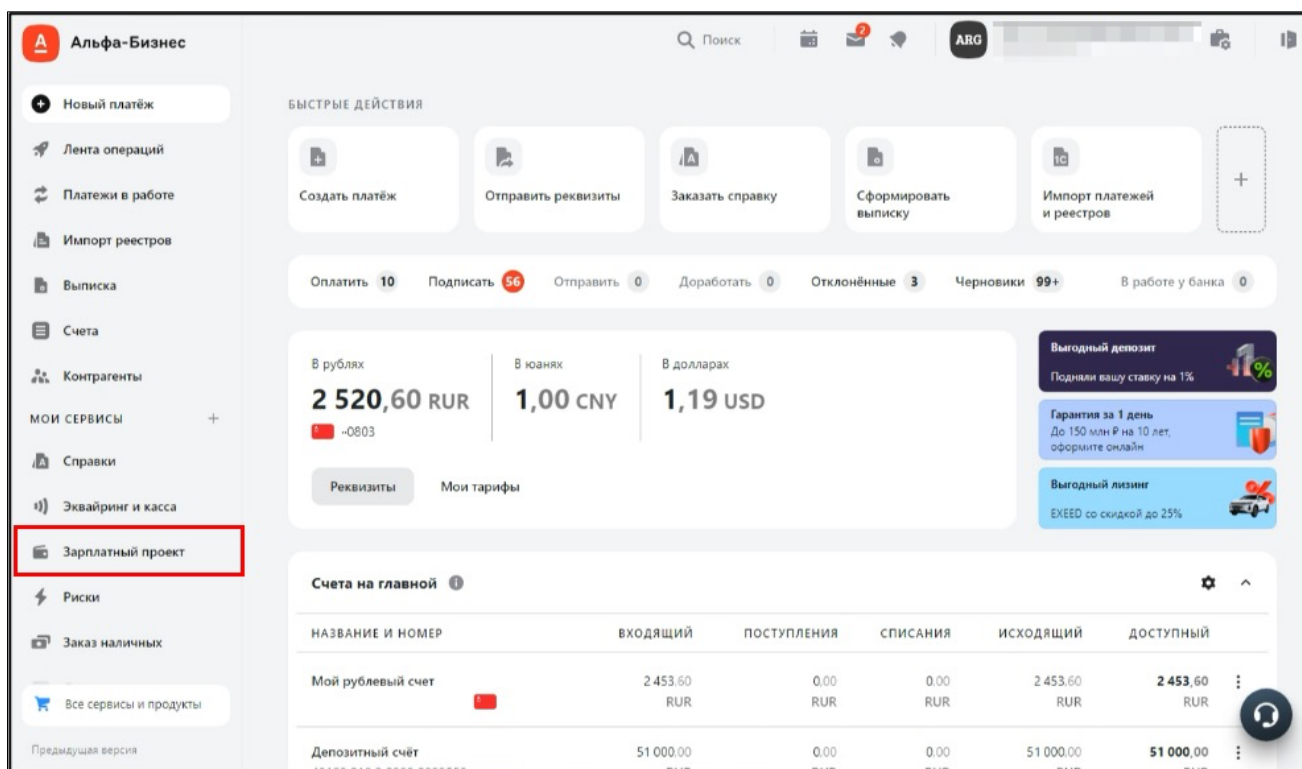 Альфа-Бизнес
Поиск
2
ARG
Новый платёж
Лента операций
Платежи в работе
Импорт реестров
Выписка
Счета
Контрагенты
МОИ СЕРВИСЫ
Справки
Эквайринг и касса
Зарплатный проект
Риски
Заказ наличных
Все сервисы и продукты
Предыдущая версия
БЫСТРЫЕ ДЕЙСТВИЯ
Создать платёж
Отправить реквизиты
Заказать справку
Сформировать
выписку
1C
Импорт платежей
и реестров
Оплатить 10 Подписать 56 Отправить 0 Доработать 0 Отклонённые 3 Черновики 99+ В работе у банка 0
В рублях
2 520,60 RUR
··0803
В юанях
1,00 CNY
В долларах
1,19 USD
Реквизиты Мои тарифы
Выгодный депозит
Подняли вашу ставку на 1%
Гарантия за 1 день
До 150 млн ₽ на 10 лет,
оформите онлайн
Выгодный лизинг
EXEED со скидкой до 25%
Счета на главной
НАЗВАНИЕ И НОМЕР ВХОДЯЩИЙ ПОСТУПЛЕНИЯ СПИСАНИЯ ИСХОДЯЩИЙ ДОСТУПНЫЙ
Мой рублевый счет 2 453,60 0,00 0,00 2 453,60 2 453,60
RUR RUR RUR RUR RUR
Депозитный счёт 51 000,00 0,00 0,00 51 000,00 51 000,00